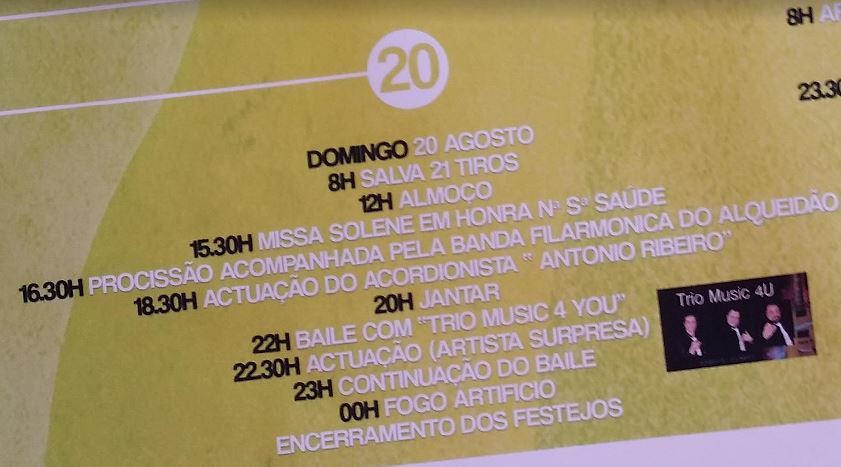 20
DOMINGO 20 AGOSTO
8H SALVA 21 TIROS
12H ALMOÇO
15.30H MISSA SOLENE EM HONRA Nª Sª SAÚDE
16.30H PROCISSÃO ACOMPANHADA PELA BANDA FILARMONICA DO ALQUEIDÃO
18.30H ACTUAÇÃO DO ACORDIONISTA " ANTONIO RIBEIRO"
20H JANTAR
22H BAILE COM "TRIO MUSIC 4 YOU"
22.30H ACTUAÇÃO (ARTISTA SURPRESA)
23H CONTINUAÇÃO DO BAILE
00H FOGO ARTIFICIO
ENCERRAMENTO DOS FESTEJOS
Trio Music 4U
8H
23.30